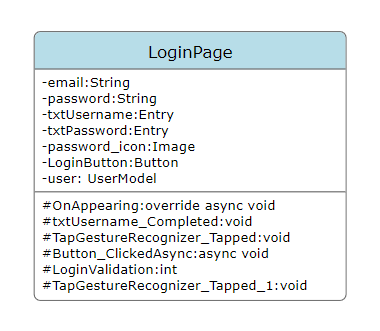 LoginPage
-email:String
-password:String
-txtUsername:Entry
-txtPassword:Entry
-password_icon:Image
-LoginButton:Button
-user: UserModel
#OnAppearing:override async void
#txtUsername_Completed:void
#TapGestureRecognizer_Tapped:void
#Button_ClickedAsync:async void
#LoginValidation:int
#TapGestureRecognizer_Tapped_1:void